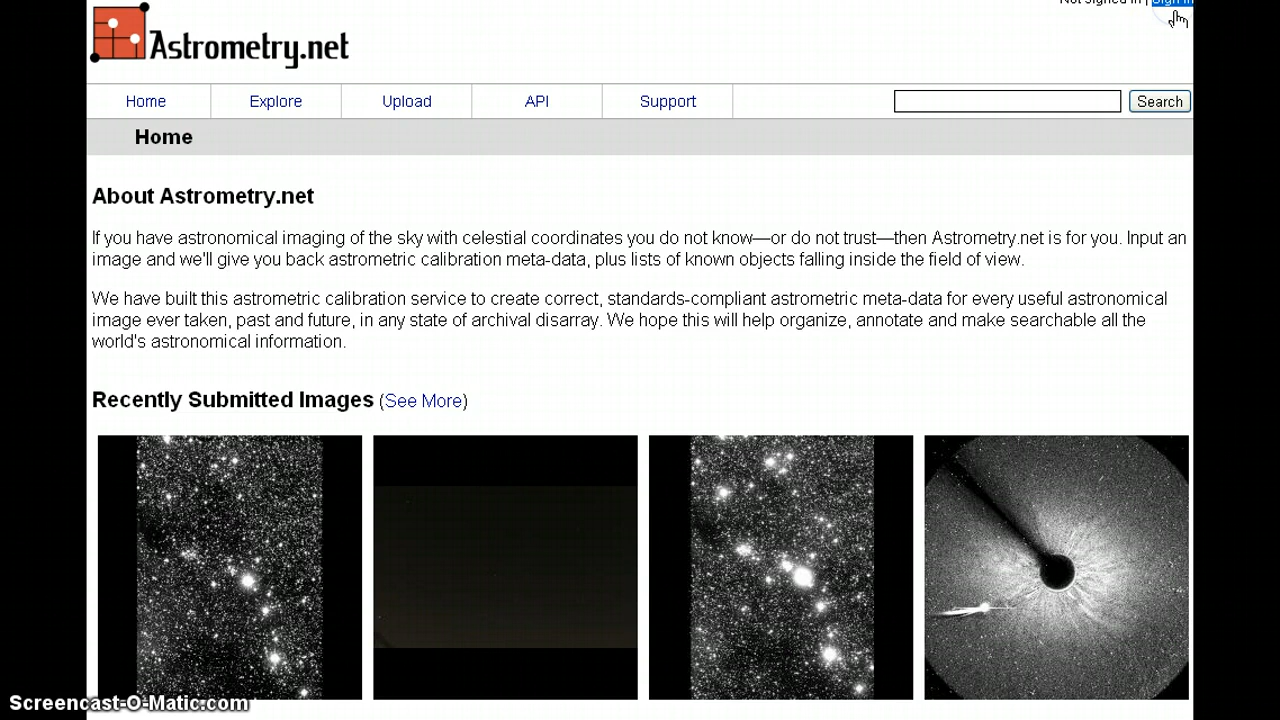 Not signed in | Sign in
Astrometry.net
Home Explore Upload API Support Search
Home
About Astrometry.net
If you have astronomical imaging of the sky with celestial coordinates you do not know—or do not trust—then Astrometry.net is for you. Input an
image and we'll give you back astrometric calibration meta-data, plus lists of known objects falling inside the field of view.
We have built this astrometric calibration service to create correct, standards-compliant astrometric meta-data for every useful astronomical
image ever taken, past and future, in any state of archival disarray. We hope this will help organize, annotate and make searchable all the
world's astronomical information.
Recently Submitted Images (See More)
Screencast-O-Matic.com